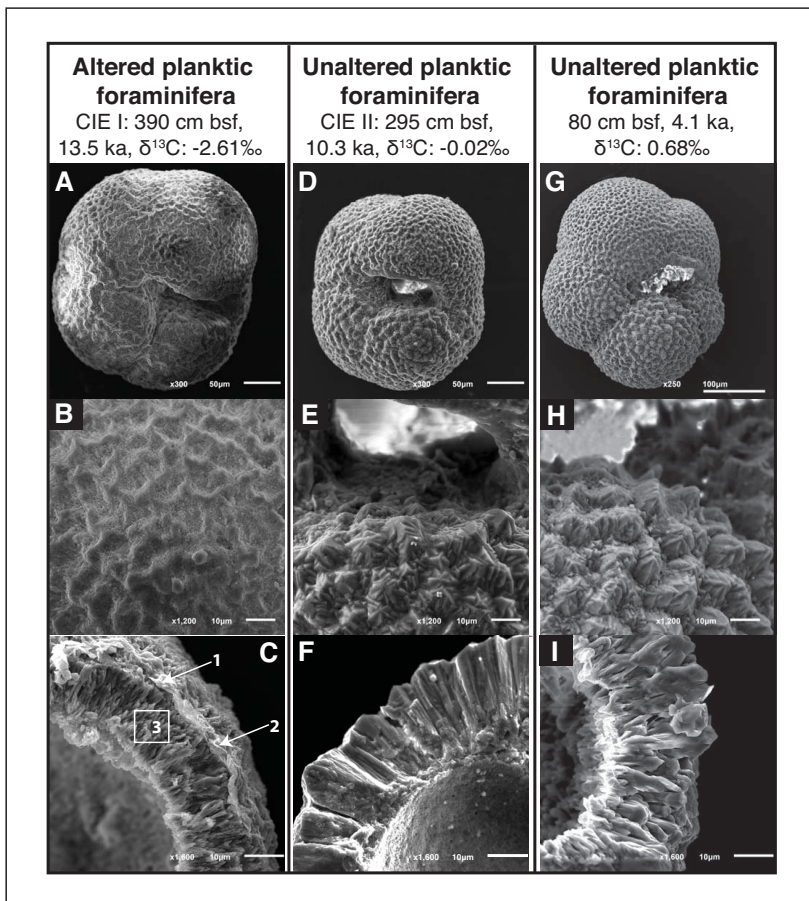 Altered planktic
foraminifera
CIE I: 390 cm bsf,
13.5 ka, δ¹³C: -2.61‰
Unaltered planktic
foraminifera
CIE II: 295 cm bsf,
10.3 ka, δ¹³C: -0.02‰
Unaltered planktic
foraminifera
80 cm bsf, 4.1 ka,
δ¹³C: 0.68‰
A
x300 50µm
D
x300 50µm
G
x250 100µm
B
x1,200 10µm
E
x1,200 10µm
H
x1,200 10µm
C
1
2
3
x1,600 10µm
F
x1,600 10µm
I
x1,600 10µm